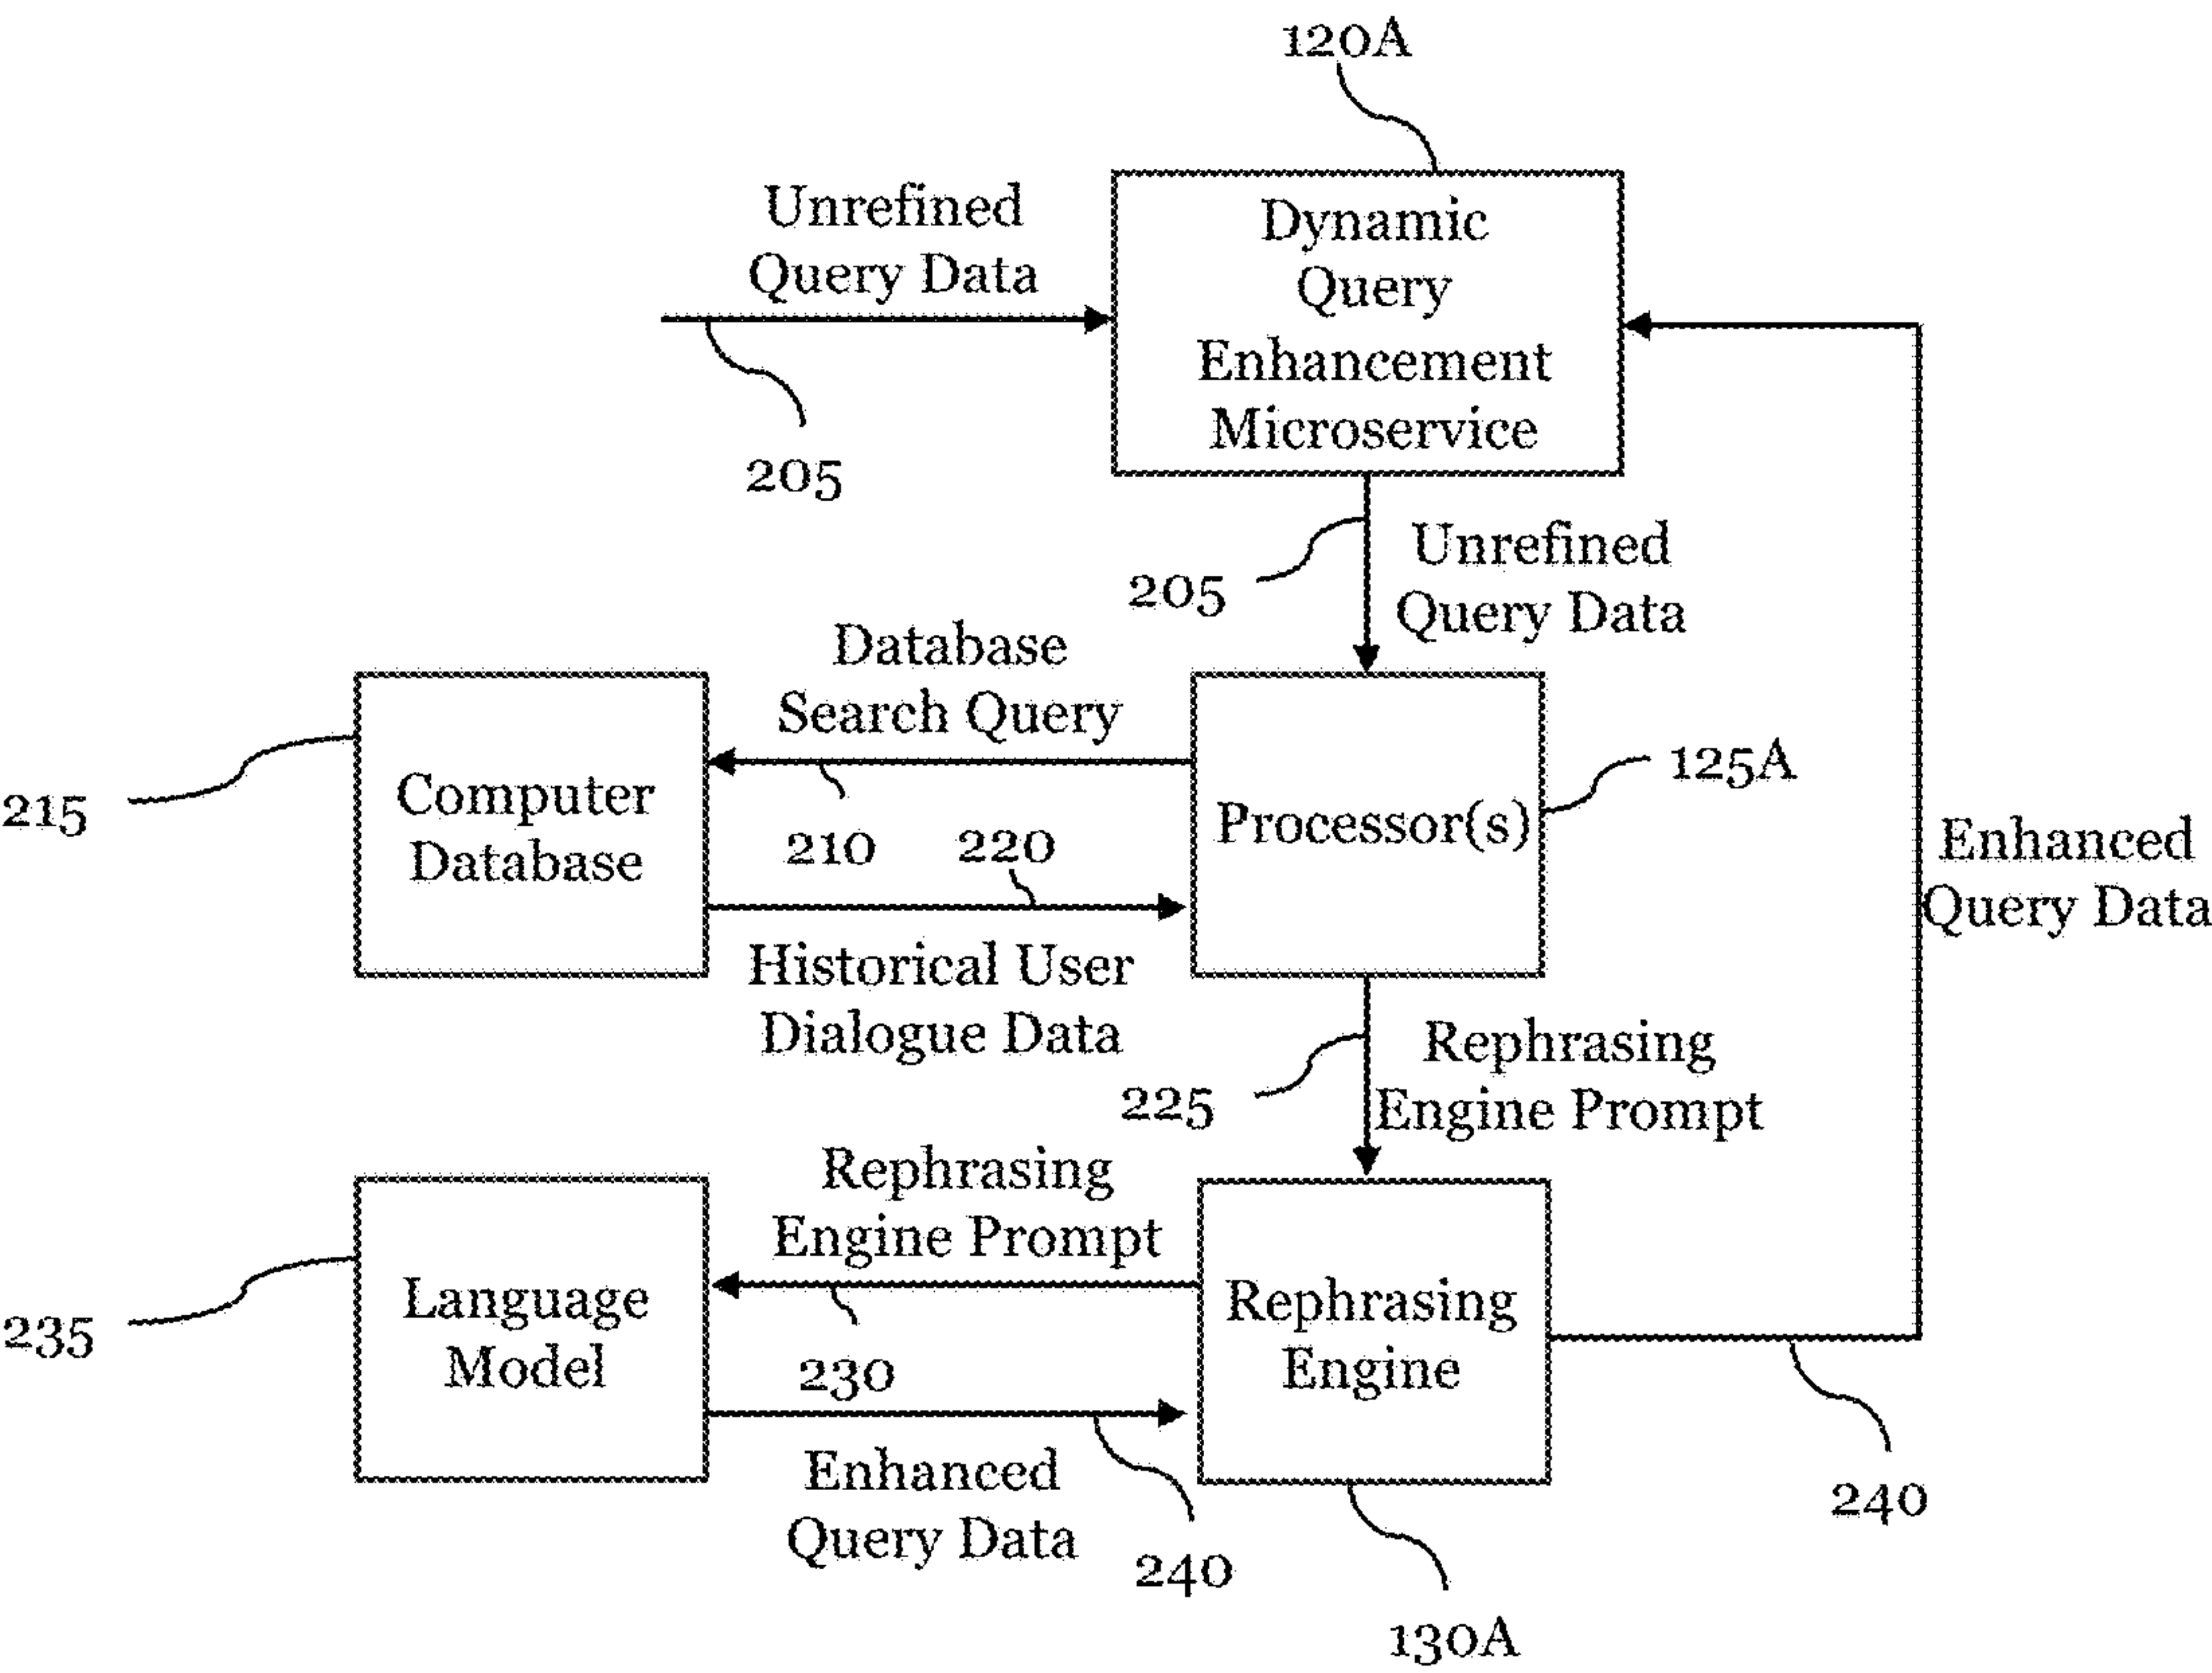 120A
Unrefined
Query Data
205
Dynamic
Query
Enhancement
Microservice
205
Unrefined
Query Data
Database
Search Query
215
Computer
Database
210
220
Historical User
Dialogue Data
Processor(s)
125A
Enhanced
Query Data
225
Rephrasing
Engine Prompt
Rephrasing
Engine Prompt
235
Language
Model
230
Enhanced
Query Data
240
Rephrasing
Engine
240
130A